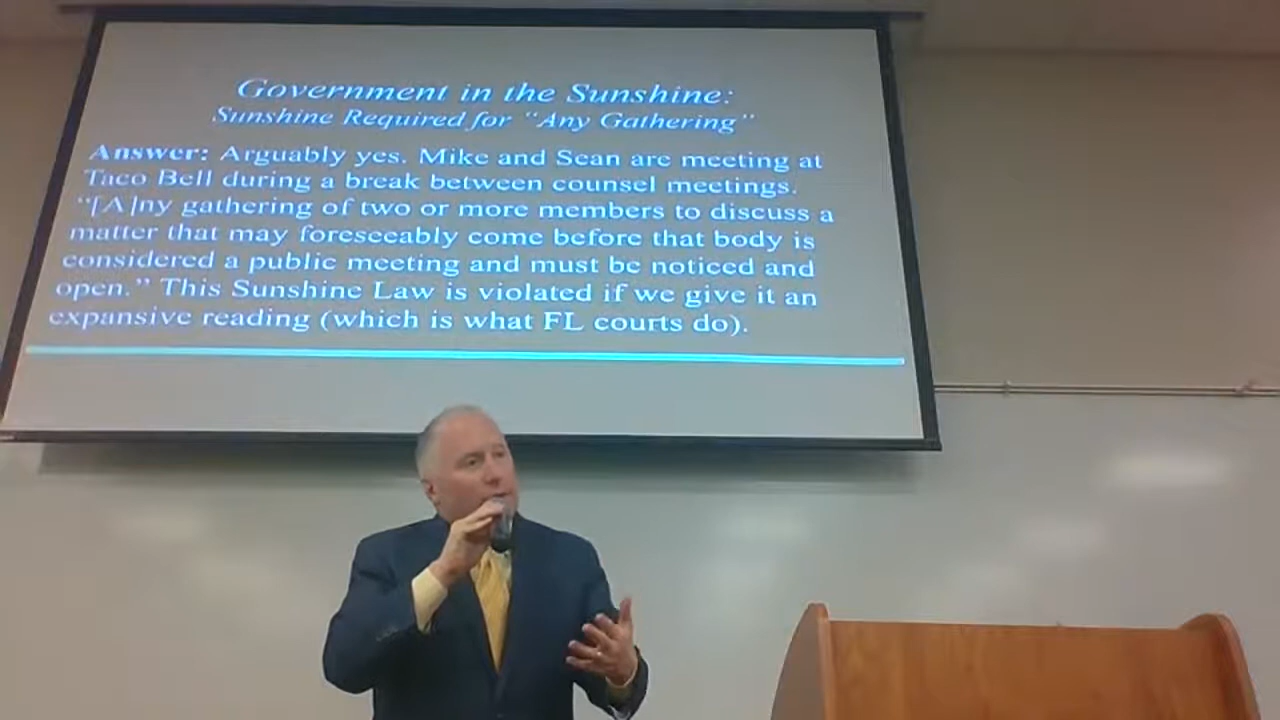 Government in the Sunshine:
Sunshine Required for “Any Gathering”
Answer: Arguably yes. Mike and Sean are meeting at
Taco Bell during a break between counsel meetings.
“[A]ny gathering of two or more members to discuss a
matter that may foreseeably come before that body is
considered a public meeting and must be noticed and
open.” This Sunshine Law is violated if we give it an
expansive reading (which is what FL courts do).